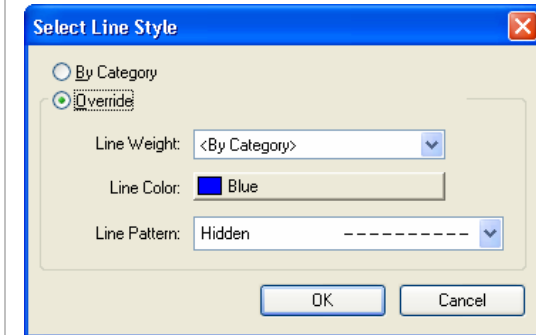 Select Line Style
By Category
Override
Line Weight: <By Category>
Line Color: Blue
Line Pattern: Hidden
OK Cancel